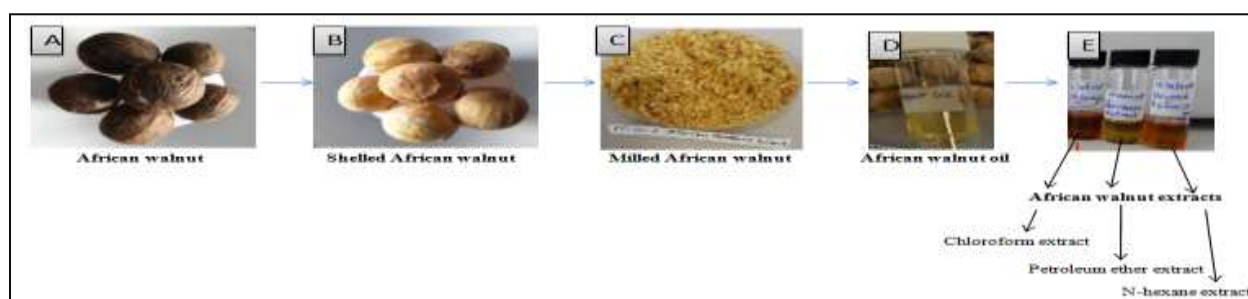 A
B
C
D
E
African walnut
Shelled African walnut
Milled African walnut
African walnut oil
African walnut extracts
Chloroform extract
Petroleum ether extract
N-hexane extract